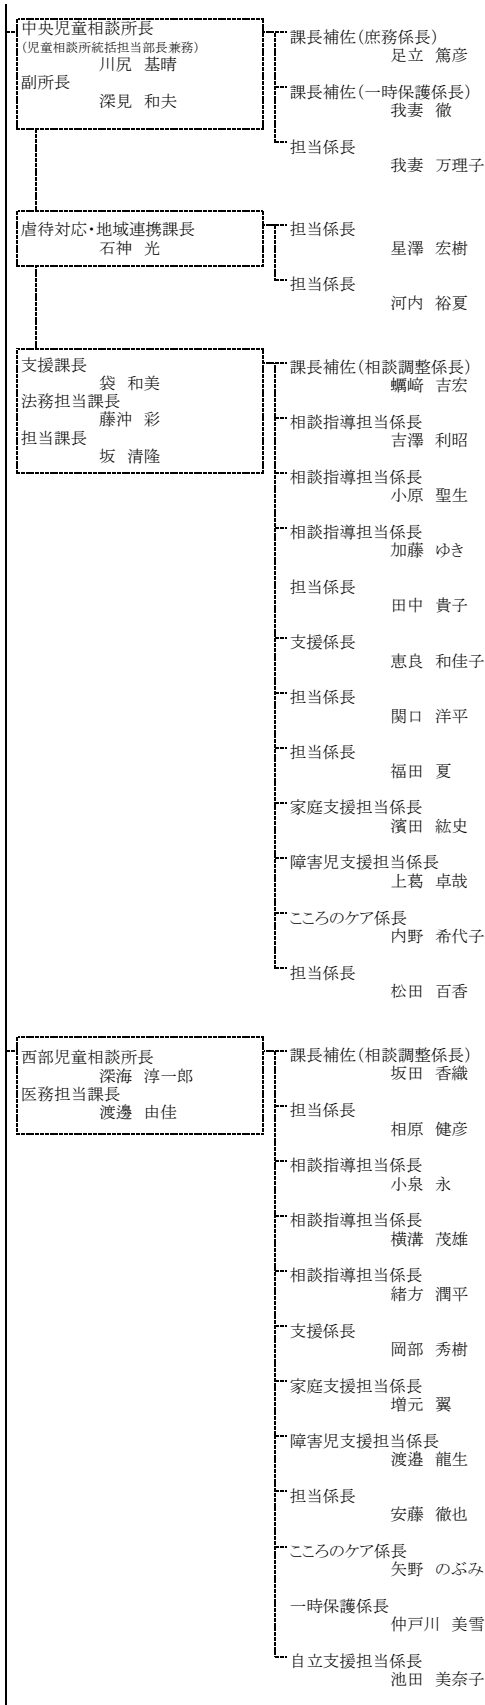 中央児童相談所長
(児童相談所統括担当部長兼務)
川尻 基晴
副所長
深見 和夫
課長補佐(庶務係長)
足立 篤彦
課長補佐(一時保護係長)
我妻 徹
担当係長
我妻 万理子
虐待対応・地域連携課長
石神 光
担当係長
星澤 宏樹
担当係長
河内 裕夏
支援課長
袋 和美
法務担当課長
藤沖 彩
担当課長
坂 清隆
課長補佐(相談調整係長)
蠣﨑 吉宏
相談指導担当係長
吉澤 利昭
相談指導担当係長
小原 聖生
相談指導担当係長
加藤 ゆき
担当係長
田中 貴子
支援係長
恵良 和佳子
担当係長
関口 洋平
担当係長
福田 夏
家庭支援担当係長
濱田 紘史
障害児支援担当係長
上葛 卓哉
こころのケア係長
内野 希代子
担当係長
松田 百香
西部児童相談所長
深海 淳一郎
医務担当課長
渡邊 由佳
課長補佐(相談調整係長)
坂田 香織
担当係長
相原 健彦
相談指導担当係長
小泉 永
相談指導担当係長
横溝 茂雄
相談指導担当係長
緒方 潤平
支援係長
岡部 秀樹
家庭支援担当係長
増元 翼
障害児支援担当係長
渡邉 龍生
担当係長
安藤 徹也
こころのケア係長
矢野 のぶみ
一時保護係長
仲戸川 美雪
自立支援担当係長
池田 美奈子